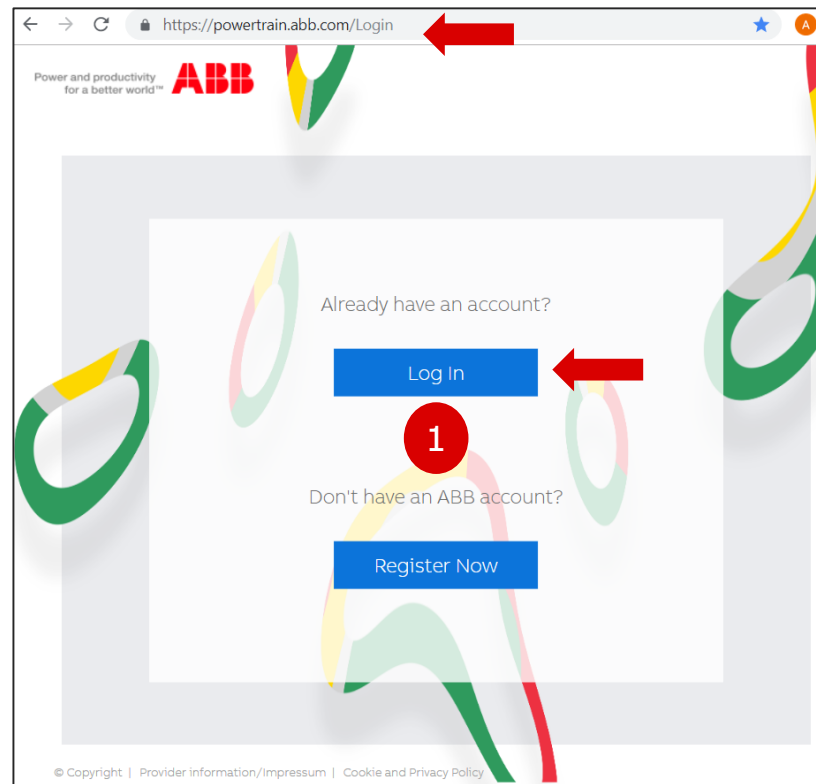 https://powertrain.abb.com/Login
A
Power and productivity
for a better world™
ABB
Already have an account?
Log In
1
Don't have an ABB account?
Register Now
© Copyright | Provider information/Impressum | Cookie and Privacy Policy